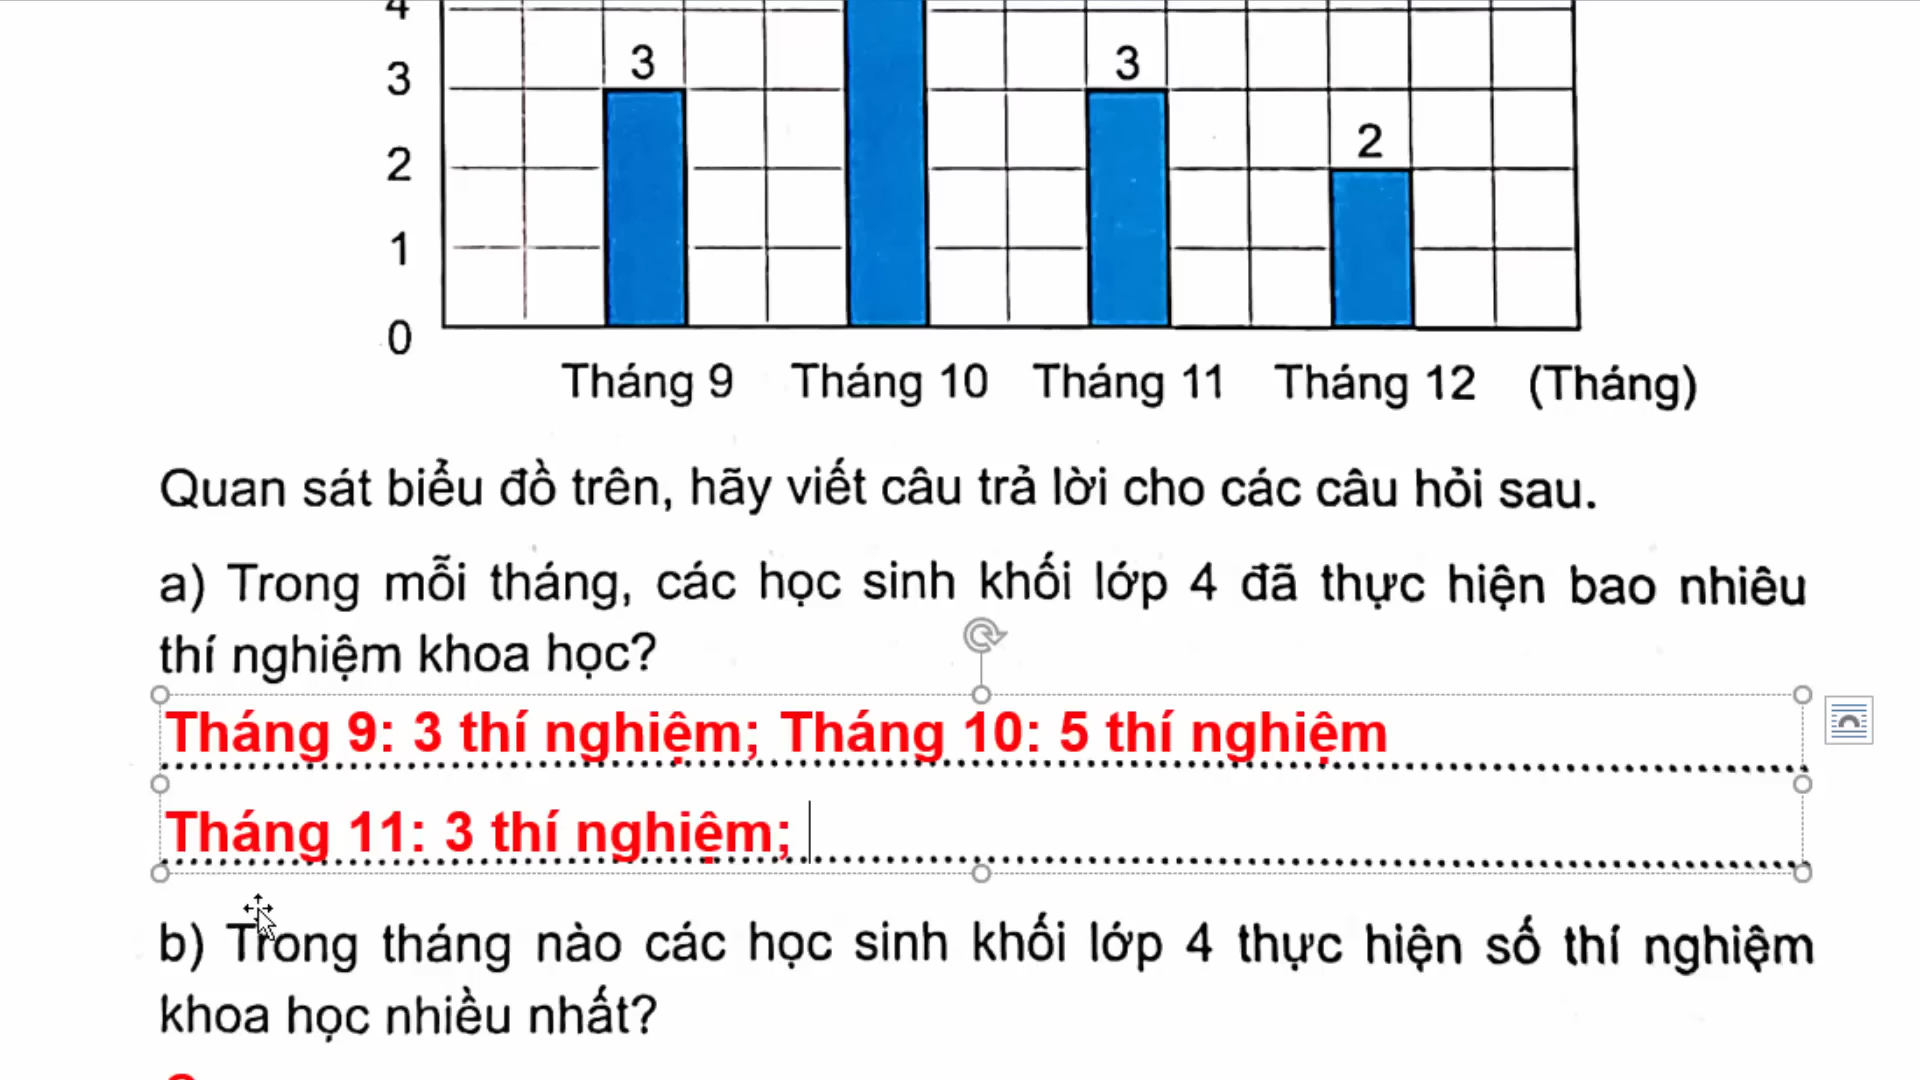 4
3
3
3
2
2
1
0
Tháng 9 Tháng 10 Tháng 11 Tháng 12 (Tháng)
Quan sát biểu đồ trên, hãy viết câu trả lời cho các câu hỏi sau.
a) Trong mỗi tháng, các học sinh khối lớp 4 đã thực hiện bao nhiêu
thí nghiệm khoa học?
Tháng 9: 3 thí nghiệm; Tháng 10: 5 thí nghiệm
Tháng 11: 3 thí nghiệm;
b) Trong tháng nào các học sinh khối lớp 4 thực hiện số thí nghiệm
khoa học nhiều nhất?